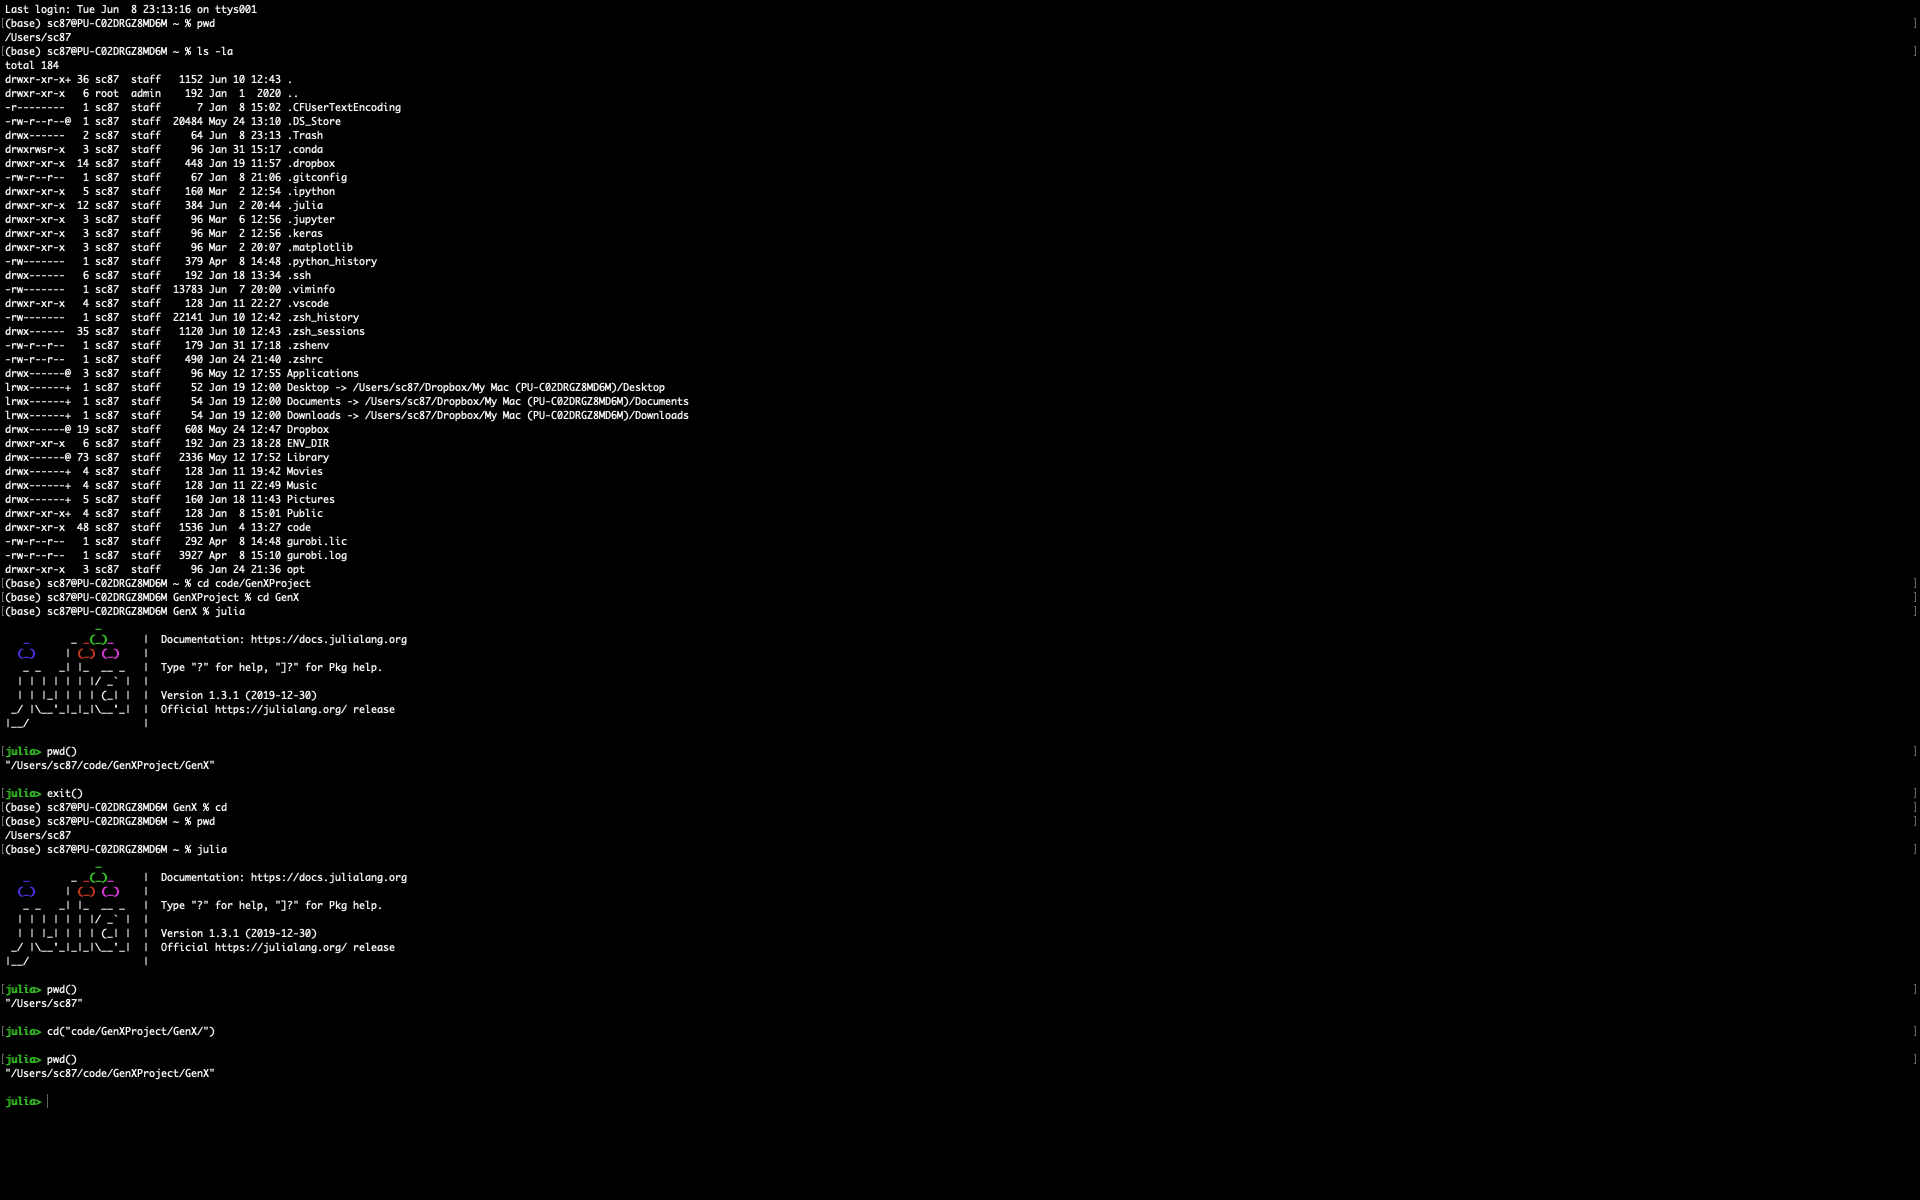 Last login: Tue Jun  8 23:13:16 on ttys001
(base) sc87@PU-C02DRGZ8MD6M ~ % pwd
/Users/sc87
(base) sc87@PU-C02DRGZ8MD6M ~ % ls -la
total 184
drwxr-xr-x+ 36 sc87  staff   1152 Jun 10 12:43 .
drwxr-xr-x   6 root  admin    192 Jan  1  2020 ..
-r--------   1 sc87  staff      7 Jan  8 15:02 .CFUserTextEncoding
-rw-r--r--@  1 sc87  staff  20484 May 24 13:10 .DS_Store
drwx------   2 sc87  staff     64 Jun  8 23:13 .Trash
drwxrwsr-x   3 sc87  staff     96 Jan 31 15:17 .conda
drwxr-xr-x  14 sc87  staff    448 Jan 19 11:57 .dropbox
-rw-r--r--   1 sc87  staff     67 Jan  8 21:06 .gitconfig
drwxr-xr-x   5 sc87  staff    160 Mar  2 12:54 .ipython
drwxr-xr-x  12 sc87  staff    384 Jun  2 20:44 .julia
drwxr-xr-x   3 sc87  staff     96 Mar  6 12:56 .jupyter
drwxr-xr-x   3 sc87  staff     96 Mar  2 12:56 .keras
drwxr-xr-x   3 sc87  staff     96 Mar  2 20:07 .matplotlib
-rw-------   1 sc87  staff    379 Apr  8 14:48 .python_history
drwx------   6 sc87  staff    192 Jan 18 13:34 .ssh
-rw-------   1 sc87  staff  13783 Jun  7 20:00 .viminfo
drwxr-xr-x   4 sc87  staff    128 Jan 11 22:27 .vscode
-rw-------   1 sc87  staff  22141 Jun 10 12:42 .zsh_history
drwx------  35 sc87  staff   1120 Jun 10 12:43 .zsh_sessions
-rw-r--r--   1 sc87  staff    179 Jan 31 17:18 .zshenv
-rw-r--r--   1 sc87  staff    490 Jan 24 21:40 .zshrc
drwx------@  3 sc87  staff     96 May 12 17:55 Applications
lrwx------+  1 sc87  staff     52 Jan 19 12:00 Desktop -> /Users/sc87/Dropbox/My Mac (PU-C02DRGZ8MD6M)/Desktop
lrwx------+  1 sc87  staff     54 Jan 19 12:00 Documents -> /Users/sc87/Dropbox/My Mac (PU-C02DRGZ8MD6M)/Documents
lrwx------+  1 sc87  staff     54 Jan 19 12:00 Downloads -> /Users/sc87/Dropbox/My Mac (PU-C02DRGZ8MD6M)/Downloads
drwx------@ 19 sc87  staff    608 May 24 12:47 Dropbox
drwxr-xr-x   6 sc87  staff    192 Jan 23 18:28 ENV_DIR
drwx------@ 73 sc87  staff   2336 May 12 17:52 Library
drwx------+  4 sc87  staff    128 Jan 11 19:42 Movies
drwx------+  4 sc87  staff    128 Jan 11 22:49 Music
drwx------+  5 sc87  staff    160 Jan 18 11:43 Pictures
drwxr-xr-x+  4 sc87  staff    128 Jan  8 15:01 Public
drwxr-xr-x  48 sc87  staff   1536 Jun  4 13:27 code
-rw-r--r--   1 sc87  staff    292 Apr  8 14:48 gurobi.lic
-rw-r--r--   1 sc87  staff   3927 Apr  8 15:10 gurobi.log
drwxr-xr-x   3 sc87  staff     96 Jan 24 21:36 opt
(base) sc87@PU-C02DRGZ8MD6M ~ % cd code/GenXProject
(base) sc87@PU-C02DRGZ8MD6M GenXProject % cd GenX
(base) sc87@PU-C02DRGZ8MD6M GenX % julia
Documentation: https://docs.julialang.org
Type "?" for help, "]?" for Pkg help.
Version 1.3.1 (2019-12-30)
Official https://julialang.org/ release
julia> pwd()
"/Users/sc87/code/GenXProject/GenX"
julia> exit()
(base) sc87@PU-C02DRGZ8MD6M GenX % cd
(base) sc87@PU-C02DRGZ8MD6M ~ % pwd
/Users/sc87
(base) sc87@PU-C02DRGZ8MD6M ~ % julia
Documentation: https://docs.julialang.org
Type "?" for help, "]?" for Pkg help.
Version 1.3.1 (2019-12-30)
Official https://julialang.org/ release
julia> pwd()
"/Users/sc87"
julia> cd("code/GenXProject/GenX/")
julia> pwd()
"/Users/sc87/code/GenXProject/GenX"
julia>